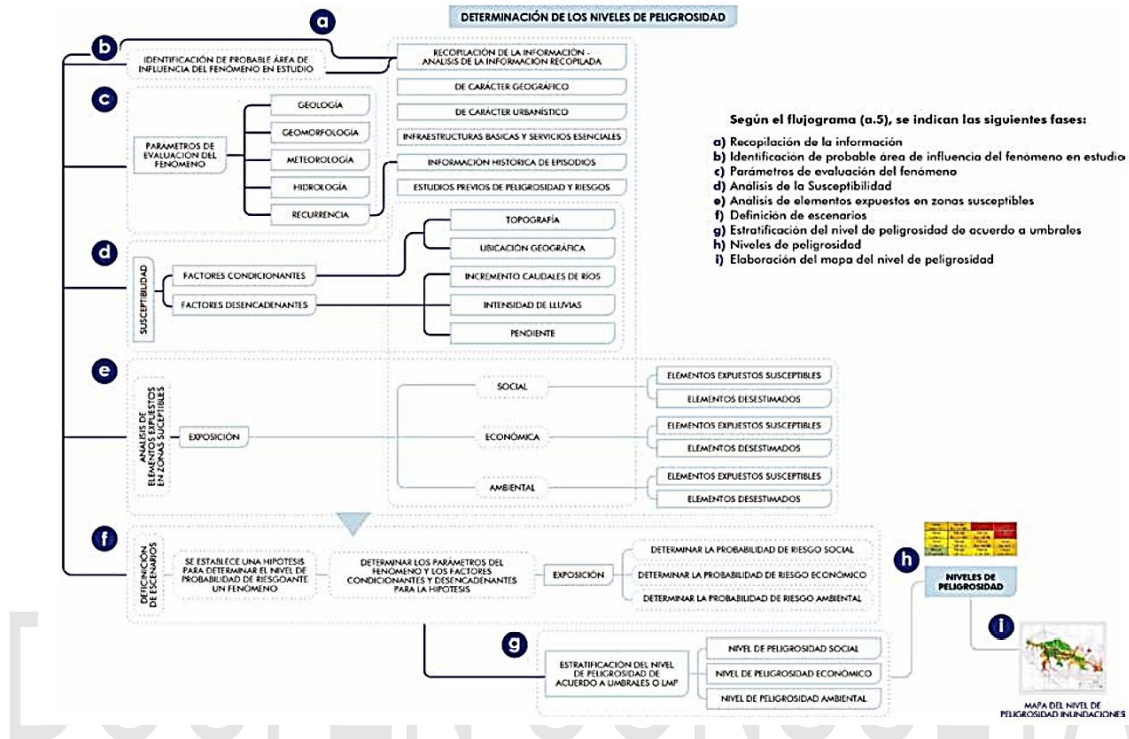 DETERMINACIÓN DE LOS NIVELES DE PELIGROSIDAD
a
b
IDENTIFICACIÓN DE PROBABLE ÁREA DE
INFLUENCIA DEL FENÓMENO EN ESTUDIO
RECOPILACIÓN DE LA INFORMACIÓN -
ANÁLISIS DE LA INFORMACIÓN RECOPILADA
DE CARÁCTER GEOGRÁFICO
DE CARÁCTER URBANÍSTICO
INFRAESTRUCTURAS BÁSICAS Y SERVICIOS ESENCIALES
INFORMACIÓN HISTÓRICA DE EPISODIOS
ESTUDIOS PREVIOS DE PELIGROSIDAD Y RIESGOS
c
PARÁMETROS DE
EVALUACIÓN DEL
FENÓMENO
GEOLOGÍA
GEOMORFOLOGÍA
METEOROLOGÍA
HIDROLOGÍA
RECURRENCIA
Según el flujograma (a.5), se indican las siguientes fases:
a) Recopilación de la información
b) Identificación de probable área de influencia del fenómeno en estudio
c) Parámetros de evaluación del fenómeno
d) Análisis de la Susceptibilidad
e) Análisis de elementos expuestos en zonas susceptibles
f) Definición de escenarios
g) Estratificación del nivel de peligrosidad de acuerdo a umbrales
h) Niveles de peligrosidad
i) Elaboración del mapa del nivel de peligrosidad
d
SUSCEPTIBILIDAD
FACTORES CONDICIONANTES
FACTORES DESENCADENANTES
TOPOGRAFÍA
UBICACIÓN GEOGRÁFICA
INCREMENTO CAUDALES DE RÍOS
INTENSIDAD DE LLUVIAS
PENDIENTE
e
ANÁLISIS DE
ELEMENTOS EXPUESTOS
EN ZONAS SUCEPTIBLES
EXPOSICIÓN
SOCIAL
ELEMENTOS EXPUESTOS SUSCEPTIBLES
ELEMENTOS DESESTIMADOS
ECONÓMICA
ELEMENTOS EXPUESTOS SUSCEPTIBLES
ELEMENTOS DESESTIMADOS
AMBIENTAL
ELEMENTOS EXPUESTOS SUSCEPTIBLES
ELEMENTOS DESESTIMADOS
f
DEFINICIÓN
DE ESCENARIOS
SE ESTABLECE UNA HIPÓTESIS
PARA DETERMINAR EL NIVEL DE
PROBABILIDAD DE RIESGOANTE
UN FENÓMENO
DETERMINAR LOS PARÁMETROS DEL
FENOMENO Y LOS FACTORES
CONDICIONANTES Y DESENCADENANTES
PARA LA HIPÓTESIS
EXPOSICIÓN
DETERMINAR LA PROBABILIDAD DE RIESGO SOCIAL
DETERMINAR LA PROBABILIDAD DE RIESGO ECONÓMICO
DETERMINAR LA PROBABILIDAD DE RIESGO AMBIENTAL
g
ESTRATIFICACIÓN DEL NIVEL
DE PELIGROSIDAD DE
ACUERDO A UMBRALES O LMP
NIVEL DE PELIGROSIDAD SOCIAL
NIVEL DE PELIGROSIDAD ECONÓMICO
NIVEL DE PELIGROSIDAD AMBIENTAL
h
NIVELES DE
PELIGROSIDAD
i
MAPA DEL NIVEL DE
PELIGROSIDAD INUNDACIONES